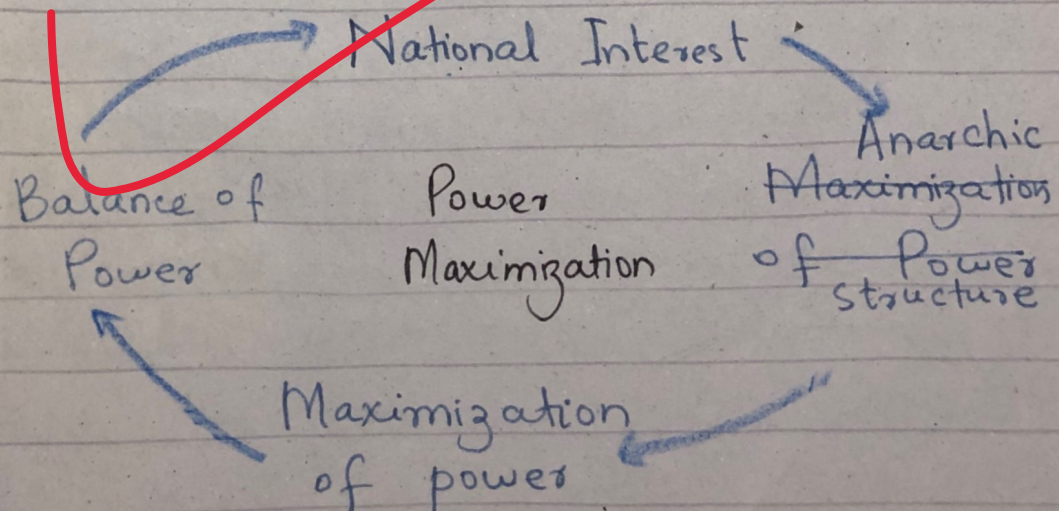 National Interest
Anarchic
Maximization
of Power
structure
Balance of
Power
Power
Maximization
Maximization
of power